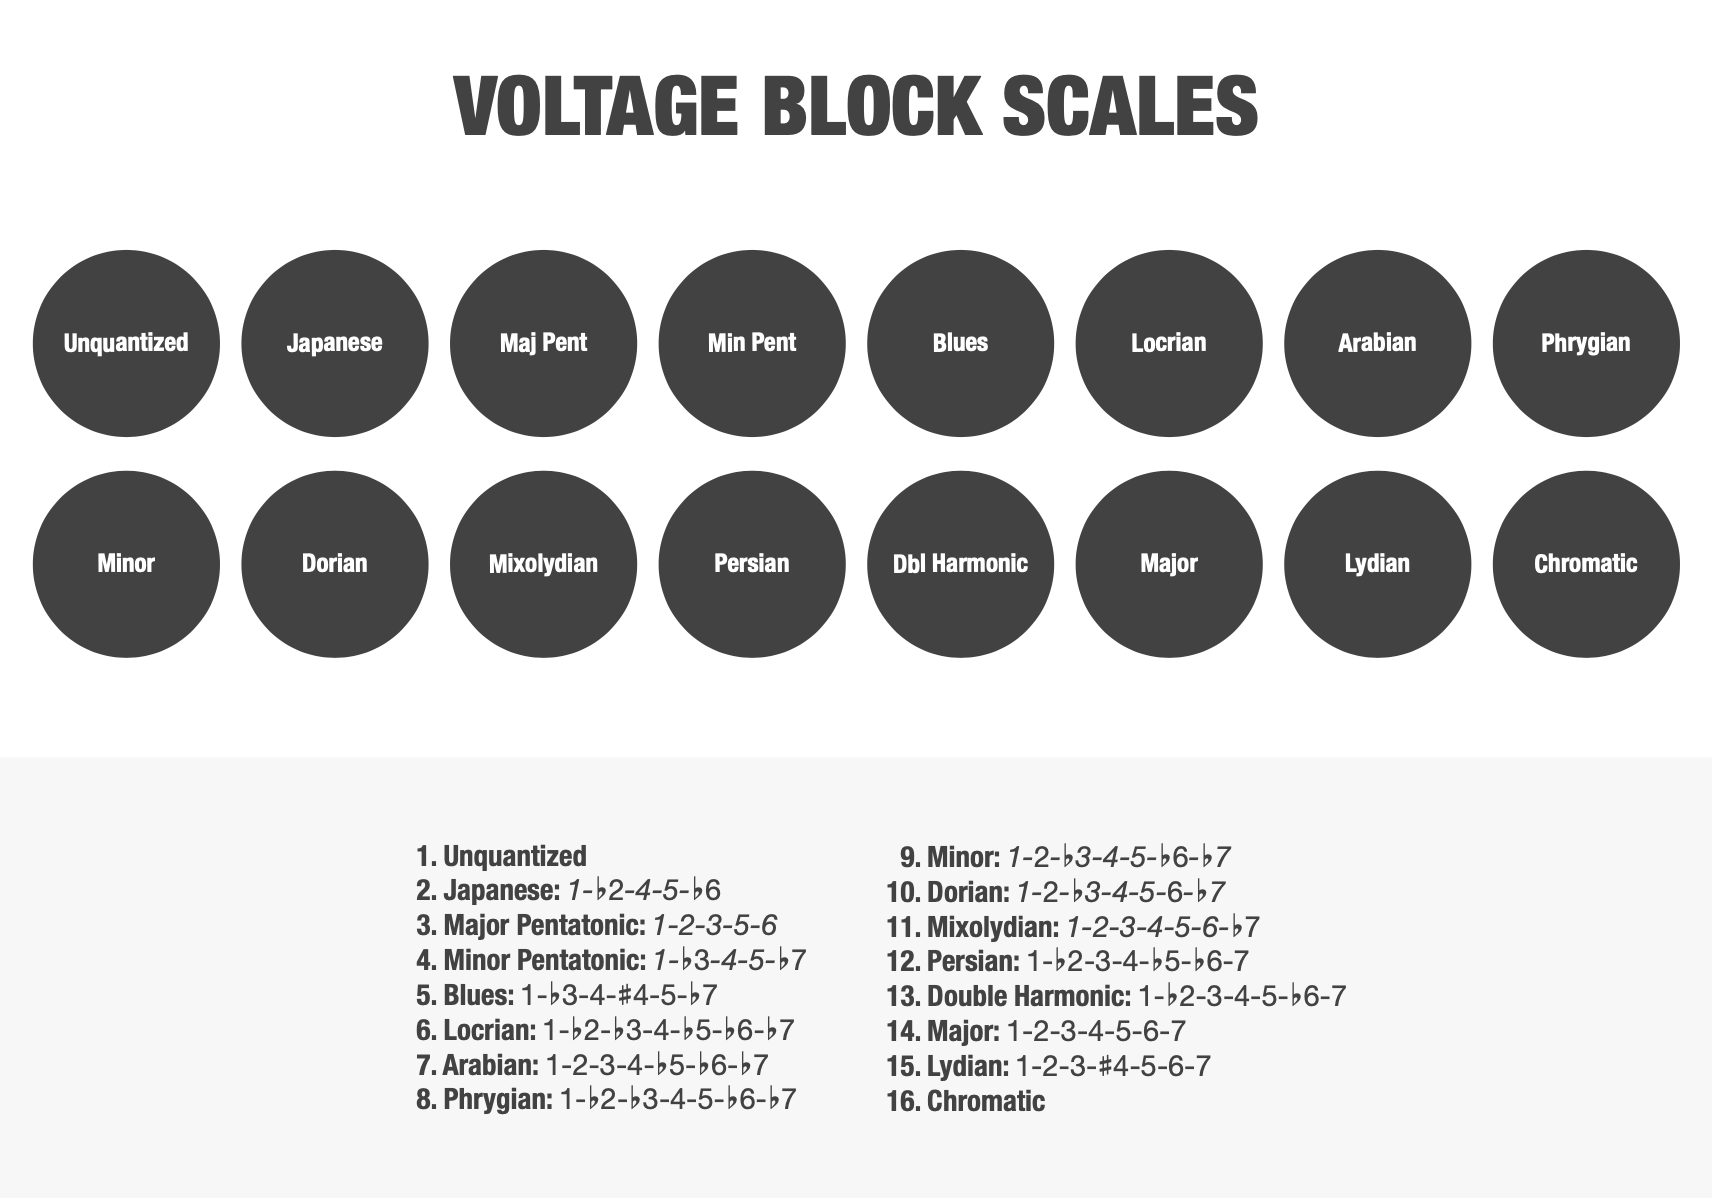 VOLTAGE BLOCK SCALES
Unquantized
Japanese
Maj Pent
Min Pent
Blues
Locrian
Arabian
Phrygian
Minor
Dorian
Mixolydian
Persian
Dbl Harmonic
Major
Lydian
Chromatic
1. Unquantized
2. Japanese: 1-♭2-4-5-♭6
3. Major Pentatonic: 1-2-3-5-6
4. Minor Pentatonic: 1-♭3-4-5-♭7
5. Blues: 1-♭3-4-♯4-5-♭7
6. Locrian: 1-♭2-♭3-4-♭5-♭6-♭7
7. Arabian: 1-2-3-4-♭5-♭6-♭7
8. Phrygian: 1-♭2-♭3-4-5-♭6-♭7
9. Minor: 1-2-♭3-4-5-♭6-♭7
10. Dorian: 1-2-♭3-4-5-6-♭7
11. Mixolydian: 1-2-3-4-5-6-♭7
12. Persian: 1-♭2-3-4-♭5-♭6-7
13. Double Harmonic: 1-♭2-3-4-5-♭6-7
14. Major: 1-2-3-4-5-6-7
15. Lydian: 1-2-3-♯4-5-6-7
16. Chromatic